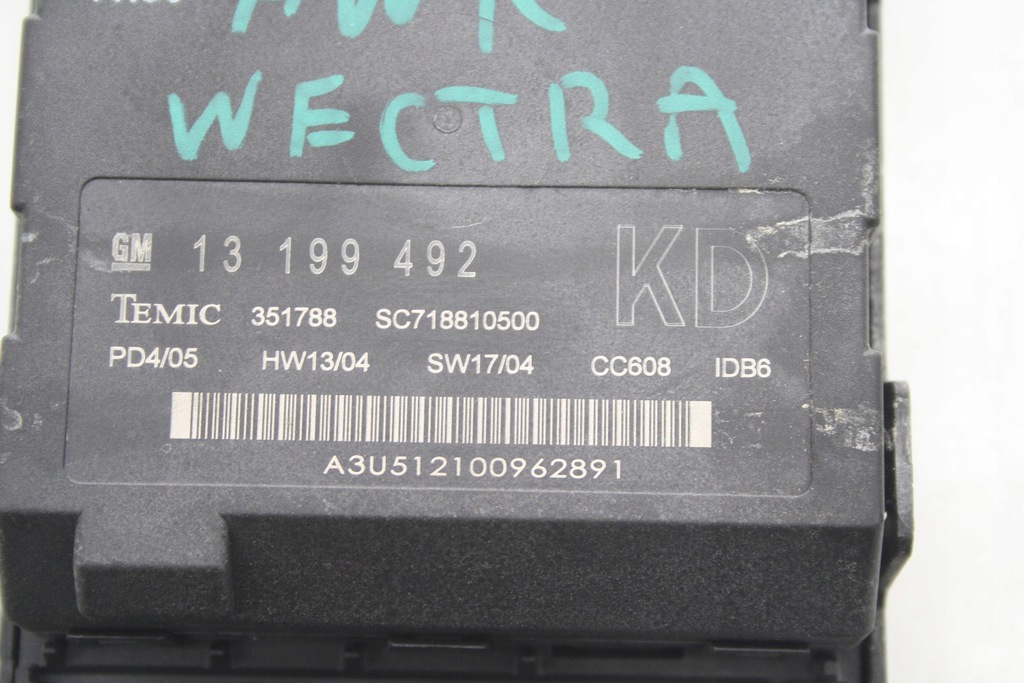 WECTRA
GM 13 199 492 KD
TEMIC 351788 SC718810500
PD4/05 HW13/04 SW17/04 CC608 IDB6
A3U512100962891